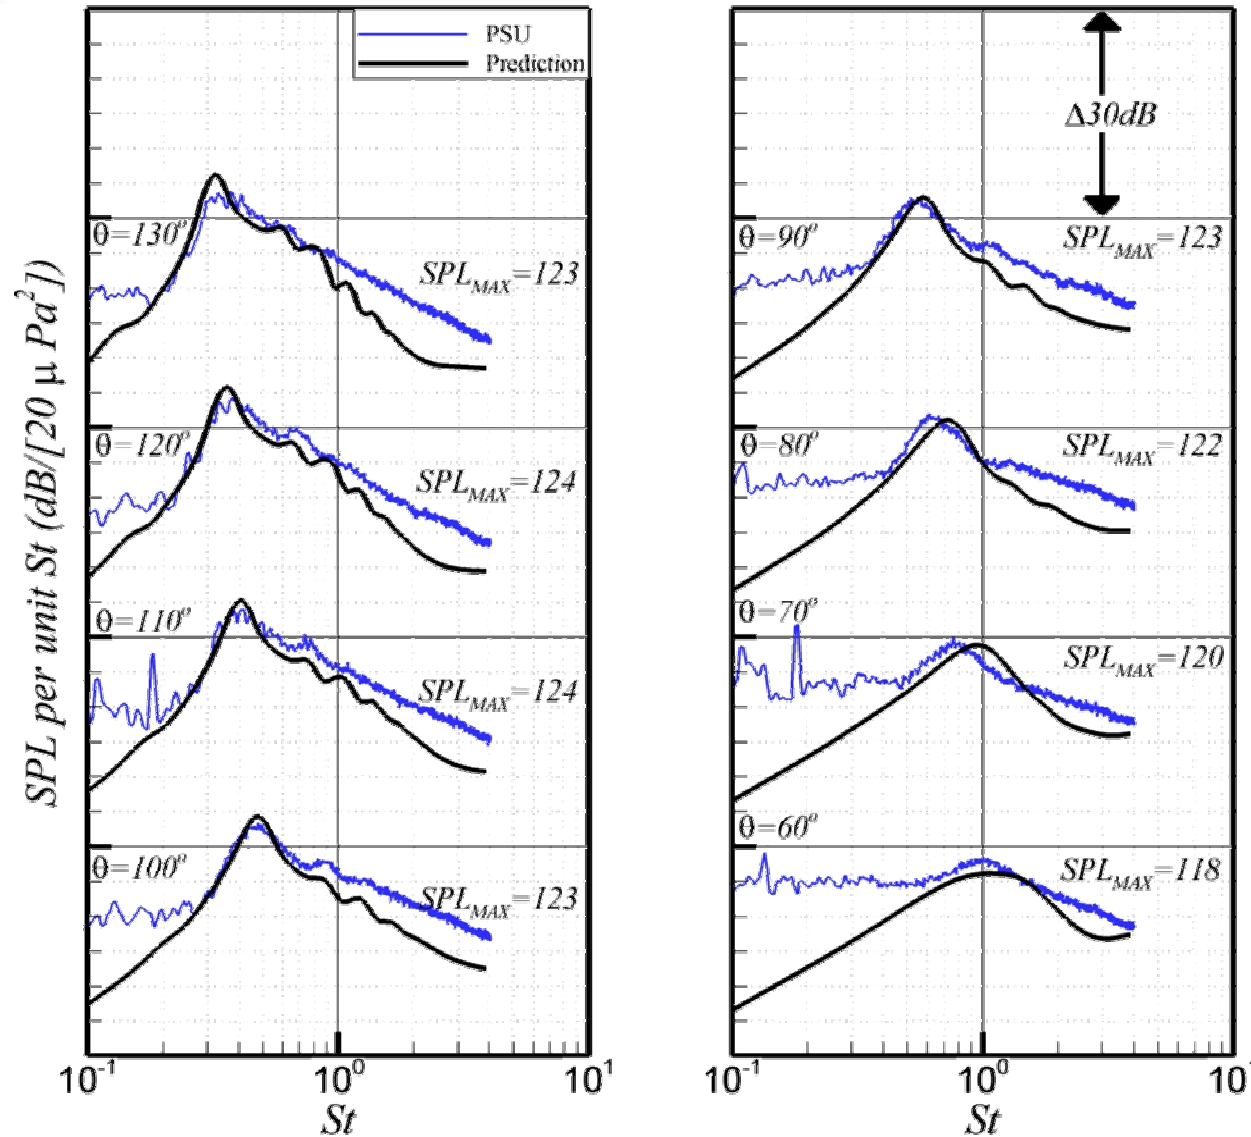 PSU
Prediction
Δ30dB
θ=130°
SPL_MAX=123
θ=120°
SPL_MAX=124
θ=110°
SPL_MAX=124
θ=100°
SPL_MAX=123
θ=90°
SPL_MAX=123
θ=80°
SPL_MAX=122
θ=70°
SPL_MAX=120
θ=60°
SPL_MAX=118
SPL per unit St (dB/[20 μ Pa²])
10⁻¹ 10⁰ 10¹
St
10⁻¹ 10⁰ 10¹
St